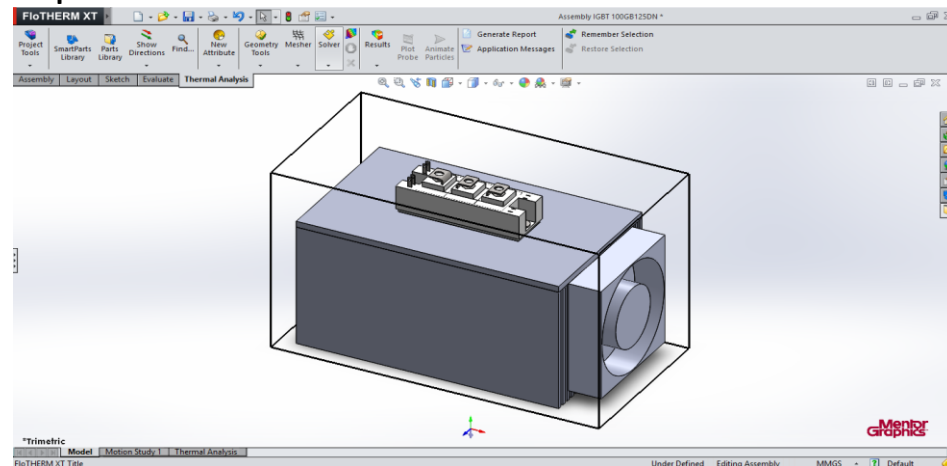 FloTHERM XT
Assembly IGBT 100GB125DN *
Project Tools
SmartParts Library
Parts Library
Show Directions
Find...
New Attribute
Geometry Tools
Mesher
Solver
Results
Plot Probe
Animate Particles
Generate Report
Application Messages
Remember Selection
Restore Selection
Assembly
Layout
Sketch
Evaluate
Thermal Analysis
*Trimetric
Mentor Graphics
Model
Motion Study 1
Thermal Analysis
FloTHERM XT Title
Under Defined
Editing Assembly
MMGS
Default